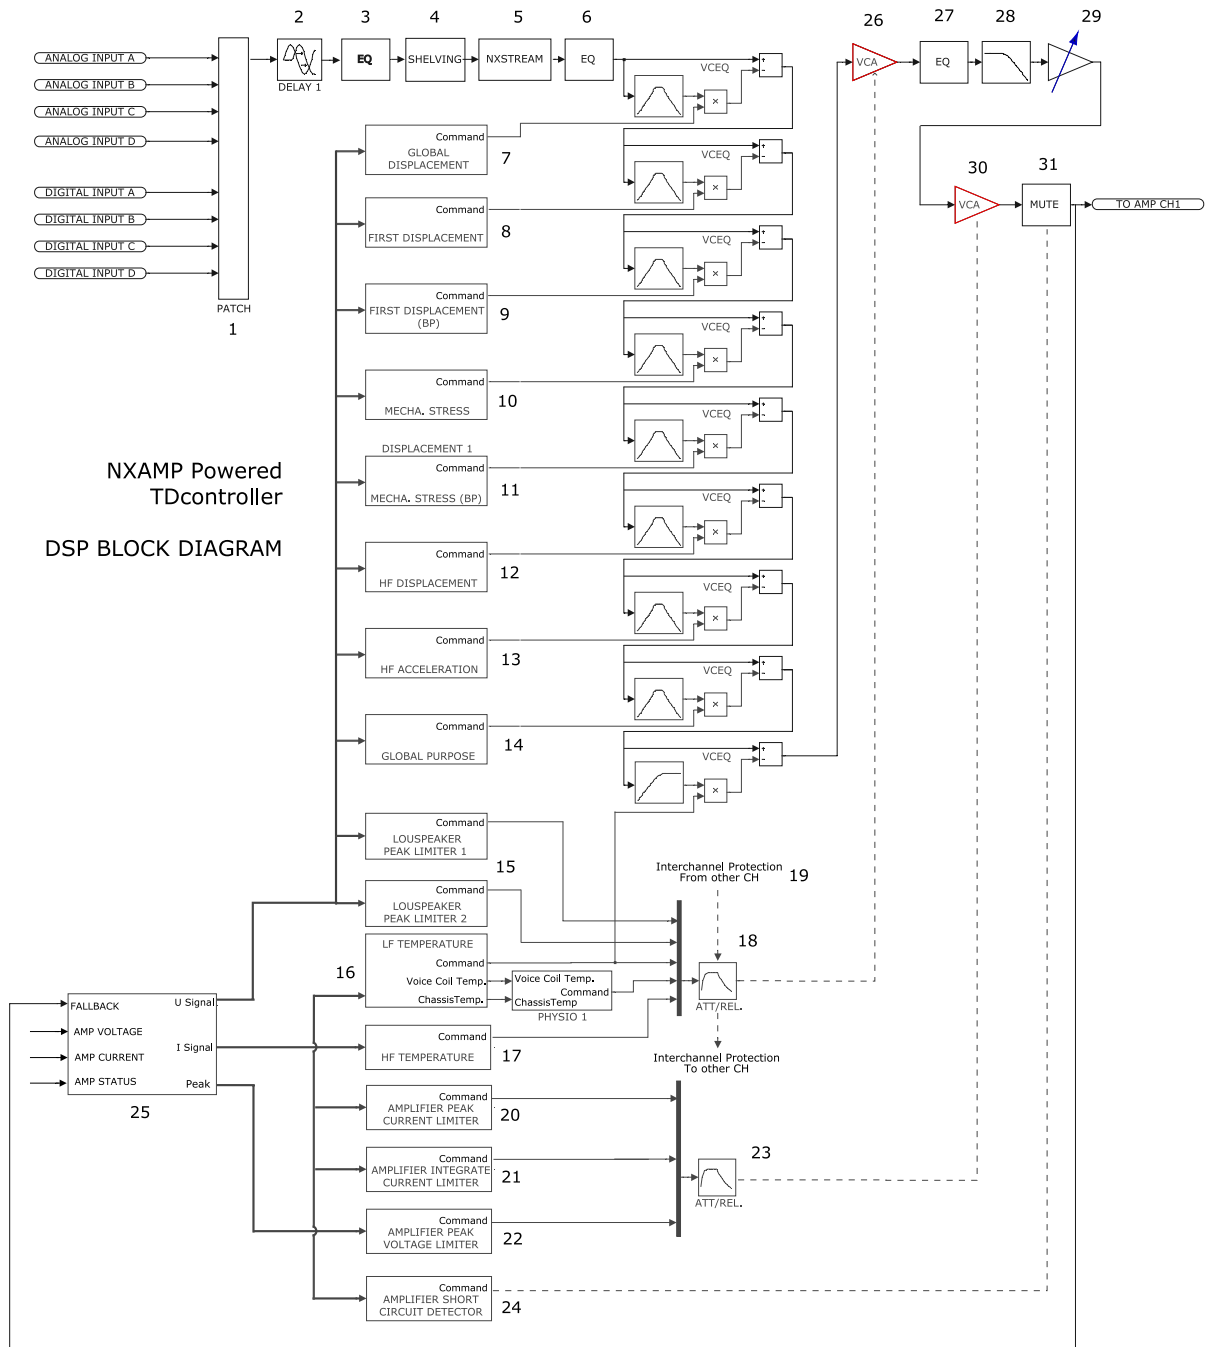 2
3
4
5
6
26
27
28
29
ANALOG INPUT A
ANALOG INPUT B
ANALOG INPUT C
ANALOG INPUT D
DIGITAL INPUT A
DIGITAL INPUT B
DIGITAL INPUT C
DIGITAL INPUT D
PATCH
1
DELAY 1
EQ
SHELVING
NXSTREAM
EQ
VCEQ
+
−
×
VCA
EQ
Command
GLOBAL
DISPLACEMENT
7
VCEQ
+
−
×
30
31
VCA
MUTE
TO AMP CH1
Command
FIRST DISPLACEMENT
8
VCEQ
+
−
×
Command
FIRST DISPLACEMENT
(BP)
9
VCEQ
+
−
×
Command
MECHA. STRESS
10
VCEQ
+
−
×
DISPLACEMENT 1
Command
MECHA. STRESS (BP)
11
VCEQ
+
−
×
NXAMP Powered
TDcontroller
DSP BLOCK DIAGRAM
Command
HF DISPLACEMENT
12
VCEQ
+
−
×
Command
HF ACCELERATION
13
VCEQ
+
−
×
Command
GLOBAL PURPOSE
14
VCEQ
+
−
×
Command
LOUSPEAKER
PEAK LIMITER 1
15
Command
LOUSPEAKER
PEAK LIMITER 2
Interchannel Protection
From other CH
19
LF TEMPERATURE
Command
Voice Coil Temp.
ChassisTemp.
16
Voice Coil Temp.
Command
ChassisTemp
PHYSIO 1
18
ATT/REL.
Command
HF TEMPERATURE
17
Interchannel Protection
To other CH
FALLBACK
AMP VOLTAGE
AMP CURRENT
AMP STATUS
U Signal
I Signal
Peak
25
Command
AMPLIFIER PEAK
CURRENT LIMITER
20
Command
AMPLIFIER INTEGRATE
CURRENT LIMITER
21
23
ATT/REL.
Command
AMPLIFIER PEAK
VOLTAGE LIMITER
22
Command
AMPLIFIER SHORT
CIRCUIT DETECTOR
24